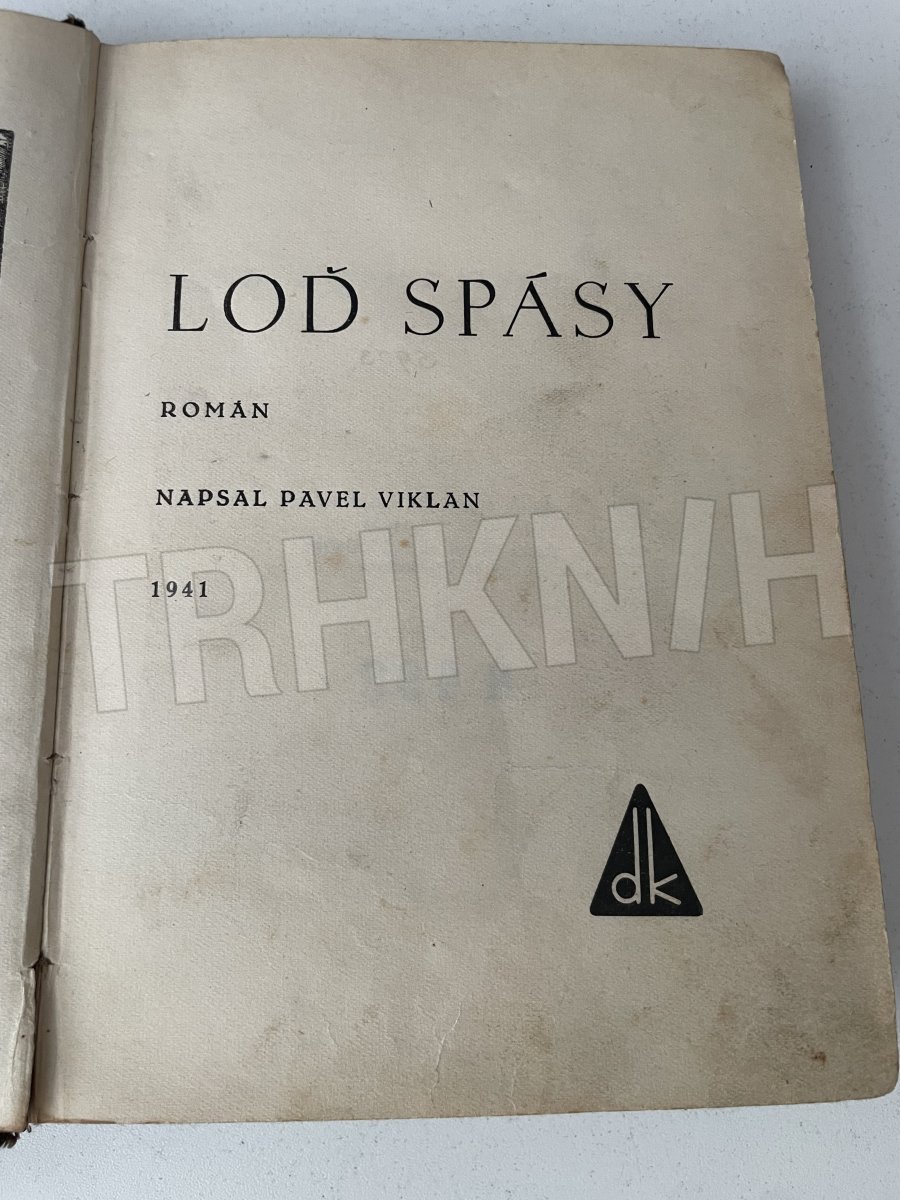 LOĎ SPÁSY
ROMÁN
NAPSAL PAVEL VIKLAN
1941
TRHKNIH
dk